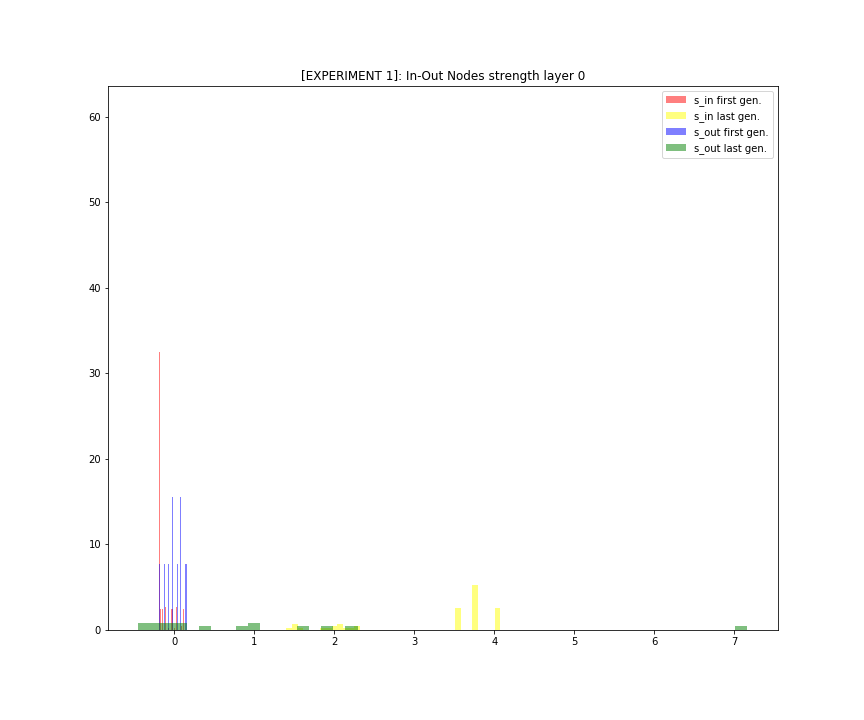 [EXPERIMENT 1]: In-Out Nodes strength layer 0
s_in first gen.
s_in last gen.
s_out first gen.
s_out last gen.
60
50
40
30
20
10
0
0 1 2 3 4 5 6 7